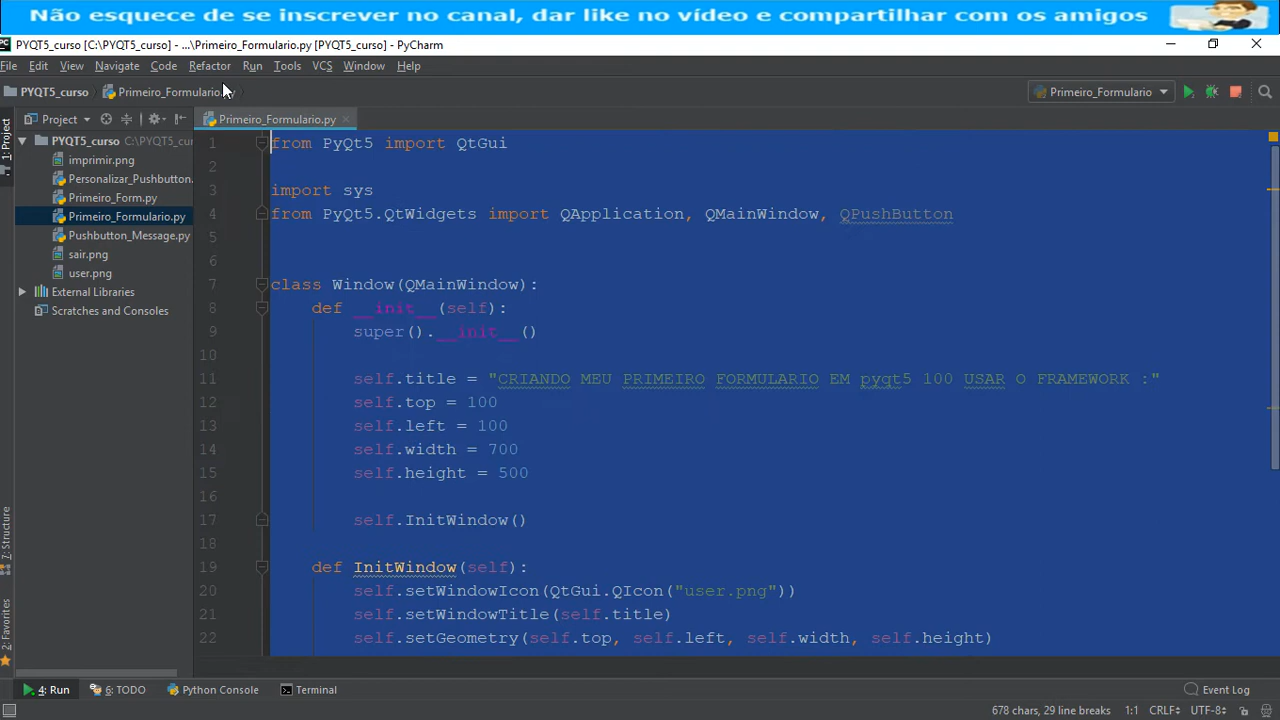 Não esquece de se inscrever no canal, dar like no vídeo e compartilhar com os amigos
PC PYQT5_curso [C:\PYQT5_curso] - ...\Primeiro_Formulario.py [PYQT5_curso] - PyCharm
File Edit View Navigate Code Refactor Run Tools VCS Window Help
PYQT5_curso Primeiro_Formulario.py Primeiro_Formulario
1: Project
Project
Primeiro_Formulario.py
PYQT5_curso C:\PYQT5_cur
imprimir.png
Personalizar_Pushbutton.
Primeiro_Form.py
Primeiro_Formulario.py
Pushbutton_Message.py
sair.png
user.png
External Libraries
Scratches and Consoles
7: Structure
2: Favorites
1 from PyQt5 import QtGui
2
3 import sys
4 from PyQt5.QtWidgets import QApplication, QMainWindow, QPushButton
5
6
7 class Window(QMainWindow):
8 def __init__(self):
9 super().__init__()
10
11 self.title = "CRIANDO MEU PRIMEIRO FORMULARIO EM pyqt5 100 USAR O FRAMEWORK :"
12 self.top = 100
13 self.left = 100
14 self.width = 700
15 self.height = 500
16
17 self.InitWindow()
18
19 def InitWindow(self):
20 self.setWindowIcon(QtGui.QIcon("user.png"))
21 self.setWindowTitle(self.title)
22 self.setGeometry(self.top, self.left, self.width, self.height)
4: Run 6: TODO Python Console Terminal Event Log
678 chars, 29 line breaks 1:1 CRLF UTF-8